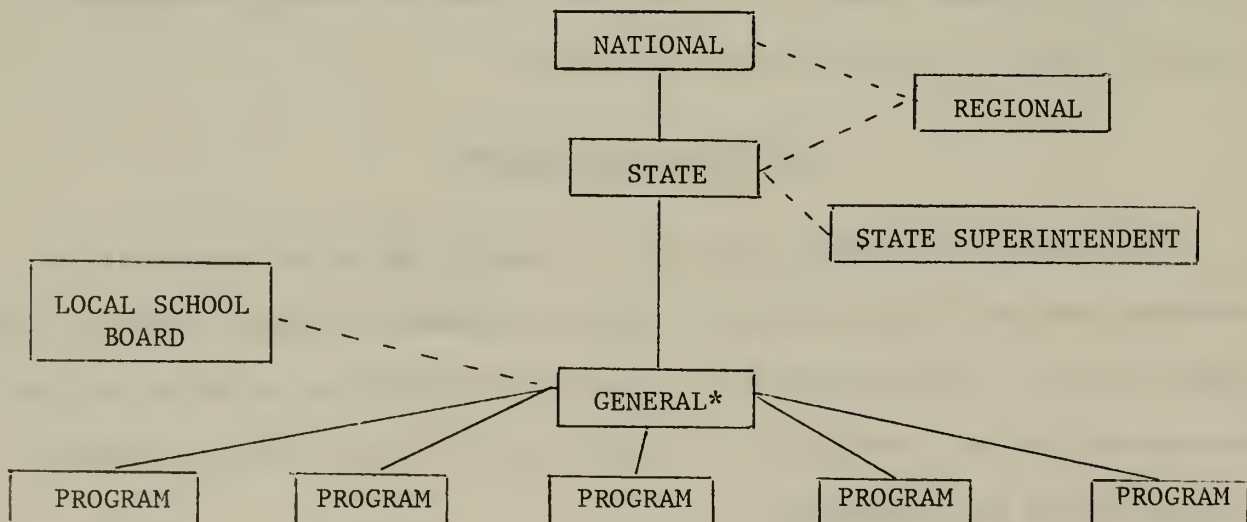 NATIONAL
REGIONAL
STATE
STATE SUPERINTENDENT
LOCAL SCHOOL
BOARD
GENERAL*
PROGRAM
PROGRAM
PROGRAM
PROGRAM
PROGRAM